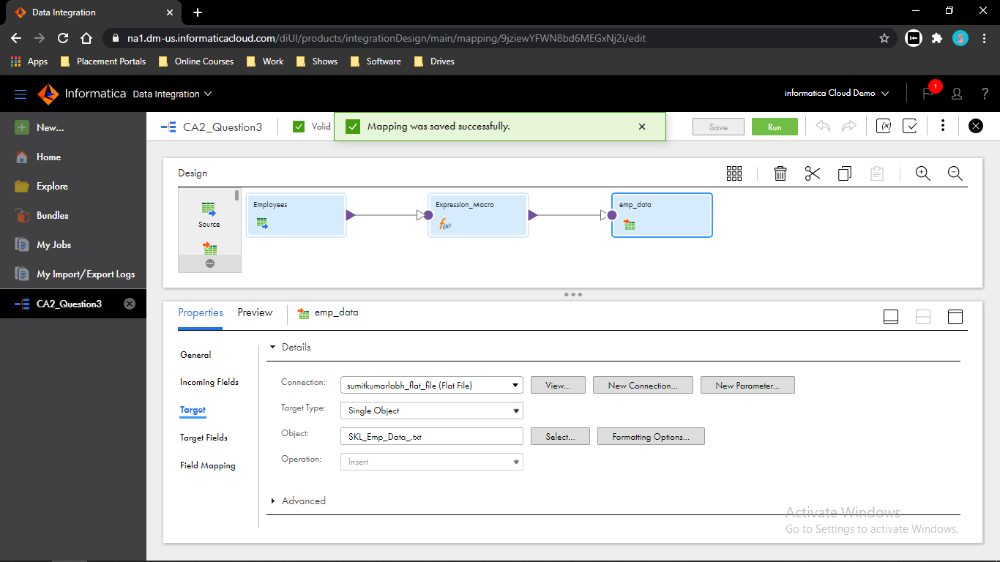 Data Integration
na1.dm-us.informaticacloud.com/diUI/products/integrationDesign/main/mapping/9jziewYFWN8bd6MEGxNj2i/edit
Apps Placement Portals Online Courses Work Shows Software Drives
Informatica Data Integration informatica Cloud Demo 1 ?
New...
Home
Explore
Bundles
My Jobs
My Import/Export Logs
CA2_Question3
CA2_Question3 Valid Mapping was saved successfully. Save Run (x)
Design
Source
Employees
Expression_Macro
f(x)
emp_data
Properties Preview emp_data
General
Incoming Fields
Target
Target Fields
Field Mapping
Details
Connection: sumitkumarlabh_flat_file (Flat File) View... New Connection... New Parameter...
Target Type: Single Object
Object: SKL_Emp_Data_.txt Select... Formatting Options...
Operation: Insert
Advanced
Activate Windows
Go to Settings to activate Windows.